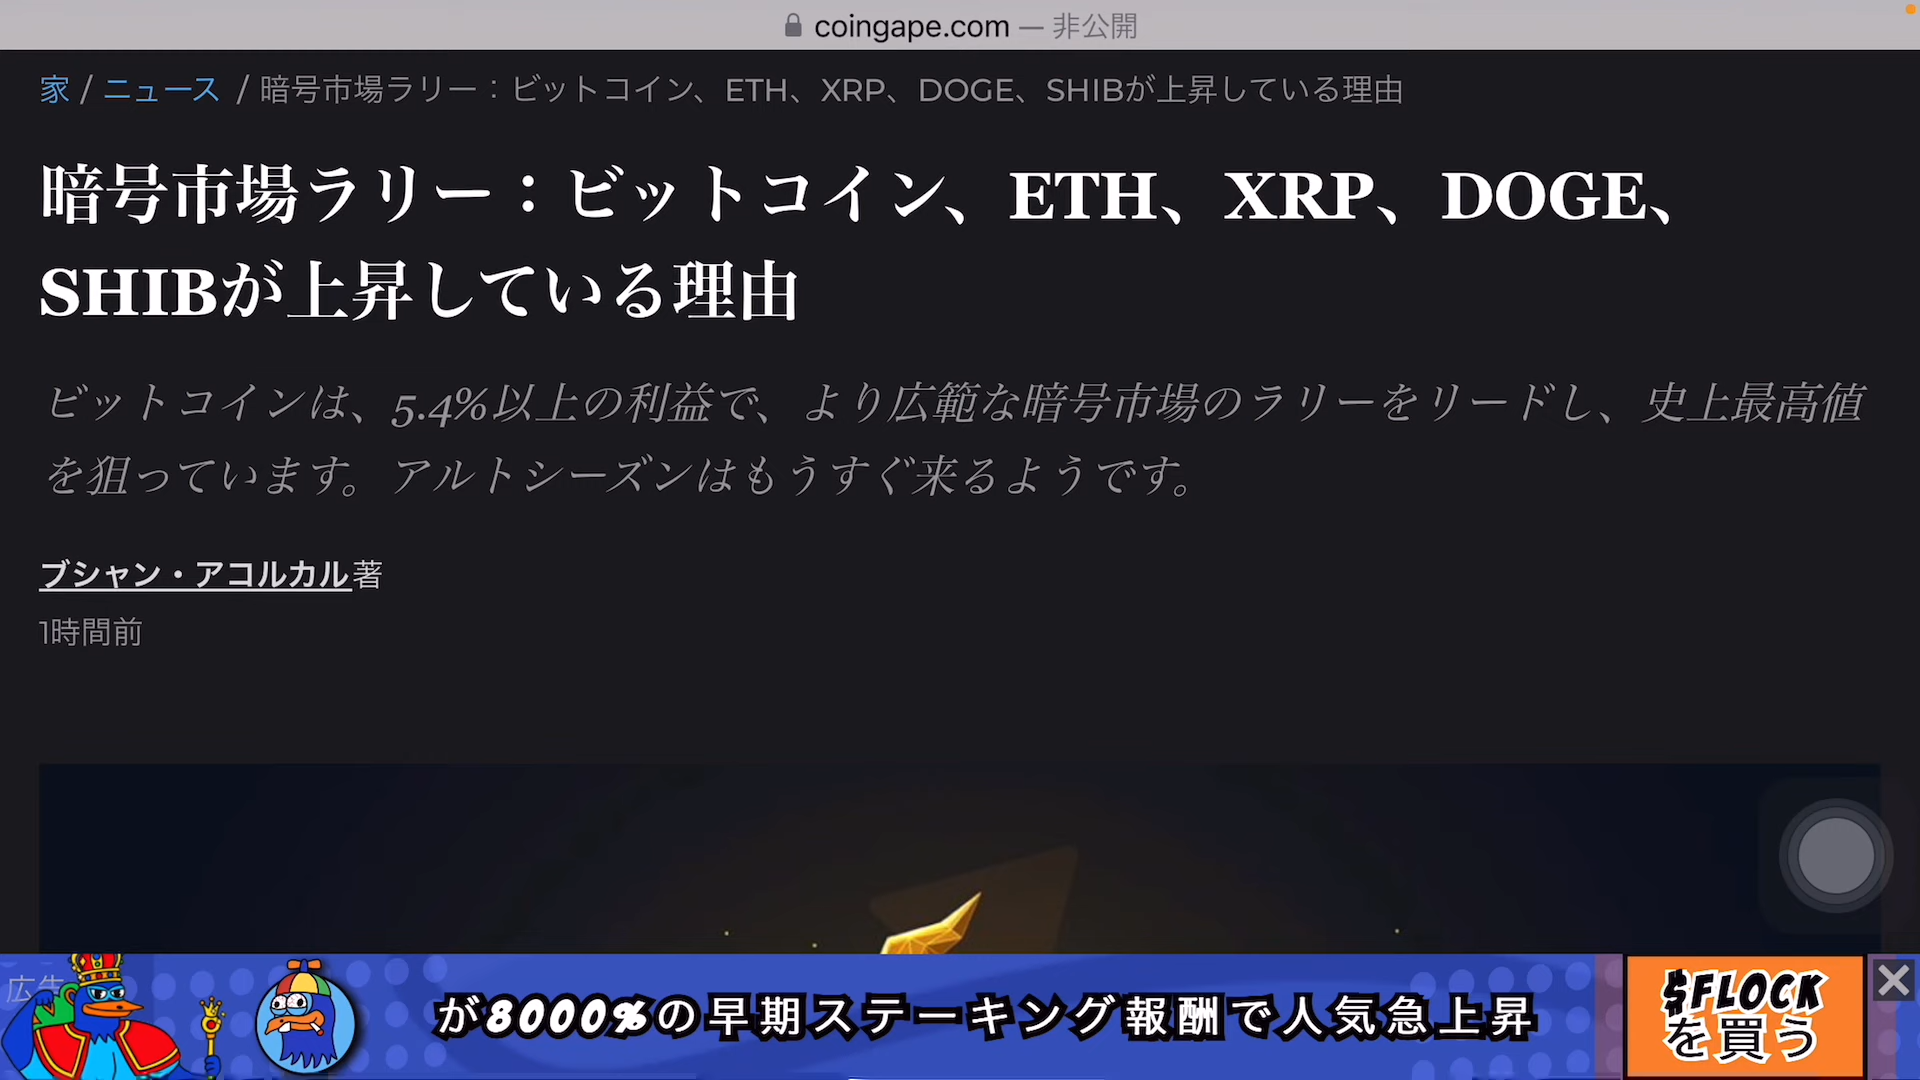 coingape.com — 非公開
家 / ニュース / 暗号市場ラリー：ビットコイン、ETH、XRP、DOGE、SHIBが上昇している理由
暗号市場ラリー：ビットコイン、ETH、XRP、DOGE、
SHIBが上昇している理由
ビットコインは、5.4%以上の利益で、より広範な暗号市場のラリーをリードし、史上最高値
を狙っています。アルトシーズンはもうすぐ来るようです。
ブシャン・アコルカル著
1時間前
広告
が8000%の早期ステーキング報酬で人気急上昇
$FLOCK
を買う